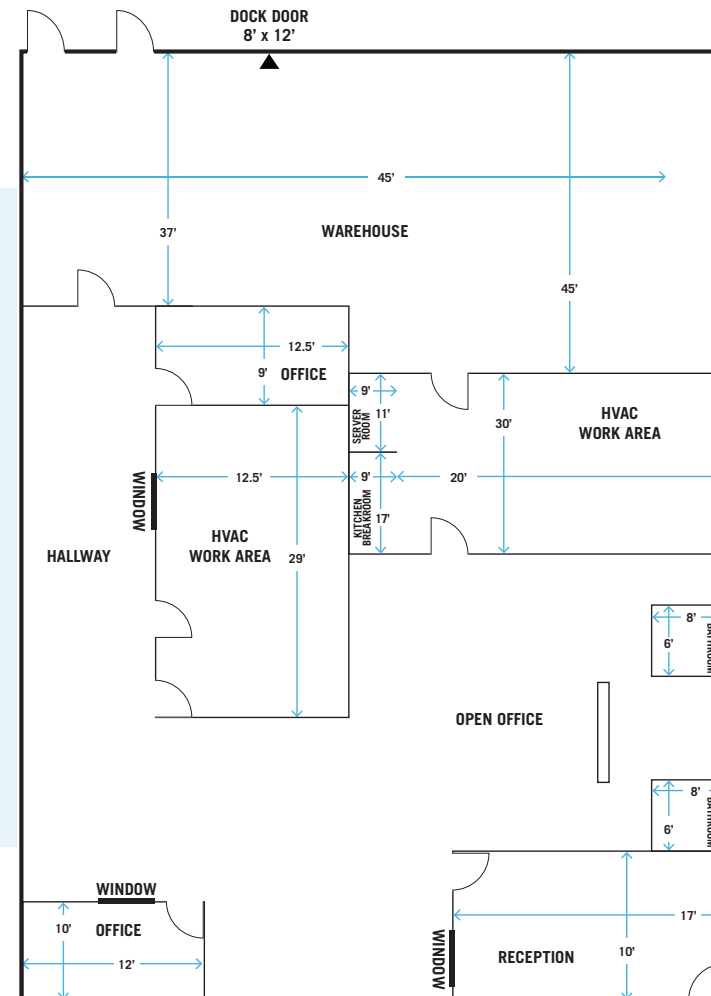 DOCK DOOR
8' x 12'
45'
37'
WAREHOUSE
45'
12.5'
9'
OFFICE
9'
11'
SERVER
ROOM
30'
HVAC
WORK AREA
12.5'
9'
20'
WINDOW
KITCHEN
BREAKROOM
17'
HVAC
WORK AREA
29'
HALLWAY
8'
6'
BATHROOM
OPEN OFFICE
8'
6'
BATHROOM
WINDOW
10'
OFFICE
12'
17'
WINDOW
RECEPTION
10'